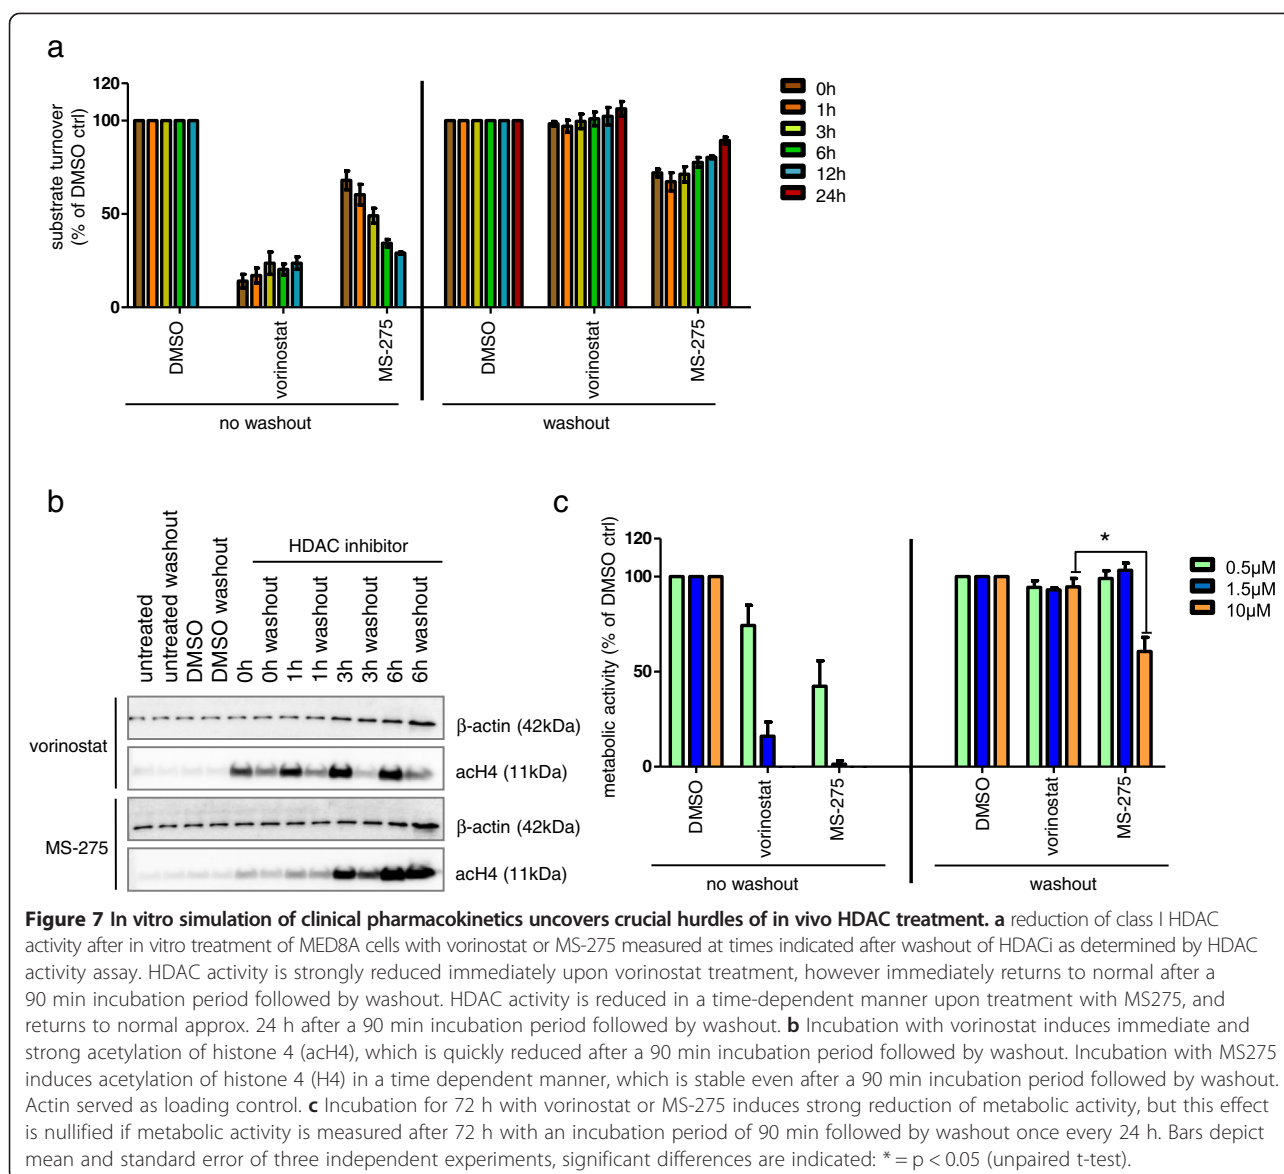 a
substrate turnover
(% of DMSO ctrl)
120
100
50
0
DMSO
vorinostat
MS-275
no washout
DMSO
vorinostat
MS-275
washout
0h
1h
3h
6h
12h
24h
b
untreated
untreated washout
DMSO
DMSO washout
HDAC inhibitor
0h
0h washout
1h
1h washout
3h
3h washout
6h
6h washout
vorinostat
β-actin (42kDa)
acH4 (11kDa)
MS-275
β-actin (42kDa)
acH4 (11kDa)
c
metabolic activity (% of DMSO ctrl)
120
100
50
0
DMSO
vorinostat
MS-275
no washout
*
DMSO
vorinostat
MS-275
washout
0.5µM
1.5µM
10µM
Figure 7 In vitro simulation of clinical pharmacokinetics uncovers crucial hurdles of in vivo HDAC treatment. a reduction of class I HDAC
activity after in vitro treatment of MED8A cells with vorinostat or MS-275 measured at times indicated after washout of HDACi as determined by HDAC
activity assay. HDAC activity is strongly reduced immediately upon vorinostat treatment, however immediately returns to normal after a
90 min incubation period followed by washout. HDAC activity is reduced in a time-dependent manner upon treatment with MS275, and
returns to normal approx. 24 h after a 90 min incubation period followed by washout. b Incubation with vorinostat induces immediate and
strong acetylation of histone 4 (acH4), which is quickly reduced after a 90 min incubation period followed by washout. Incubation with MS275
induces acetylation of histone 4 (H4) in a time dependent manner, which is stable even after a 90 min incubation period followed by washout.
Actin served as loading control. c Incubation for 72 h with vorinostat or MS-275 induces strong reduction of metabolic activity, but this effect
is nullified if metabolic activity is measured after 72 h with an incubation period of 90 min followed by washout once every 24 h. Bars depict
mean and standard error of three independent experiments, significant differences are indicated: * = p < 0.05 (unpaired t-test).